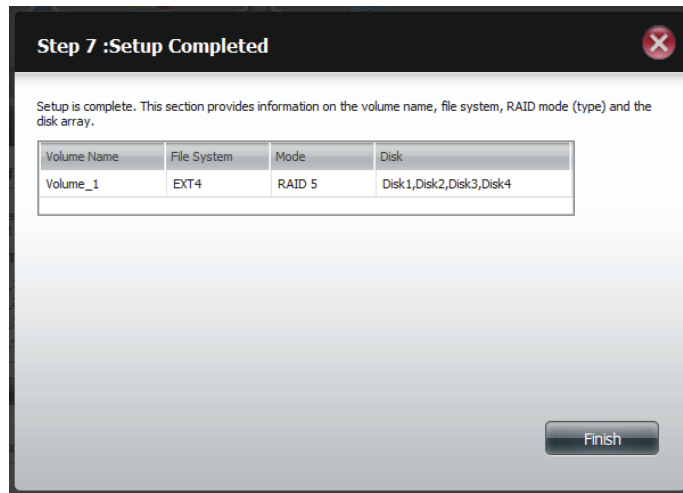 Step 7 :Setup Completed
Setup is complete. This section provides information on the volume name, file system, RAID mode (type) and the
disk array.
Volume Name File System Mode Disk
Volume_1 EXT4 RAID 5 Disk1,Disk2,Disk3,Disk4
Finish